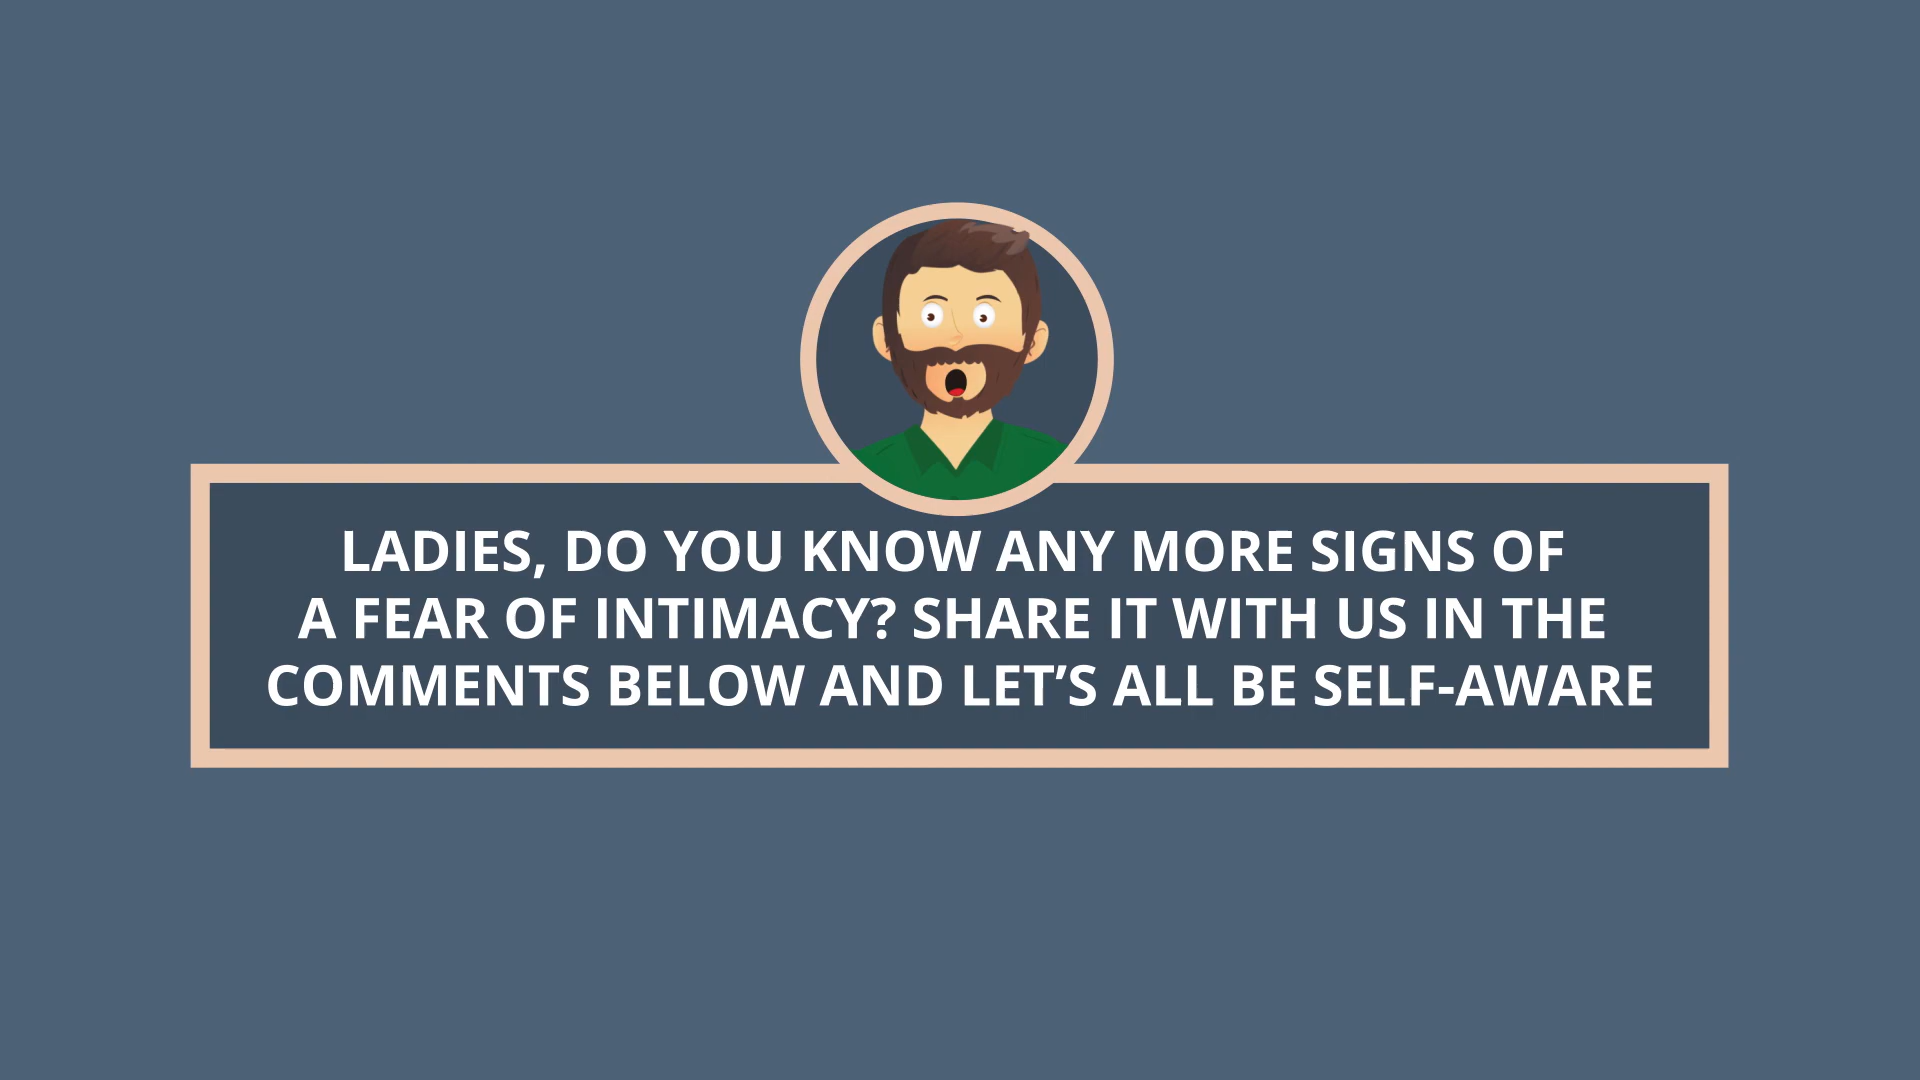 LADIES, DO YOU KNOW ANY MORE SIGNS OF
A FEAR OF INTIMACY? SHARE IT WITH US IN THE
COMMENTS BELOW AND LET’S ALL BE SELF-AWARE